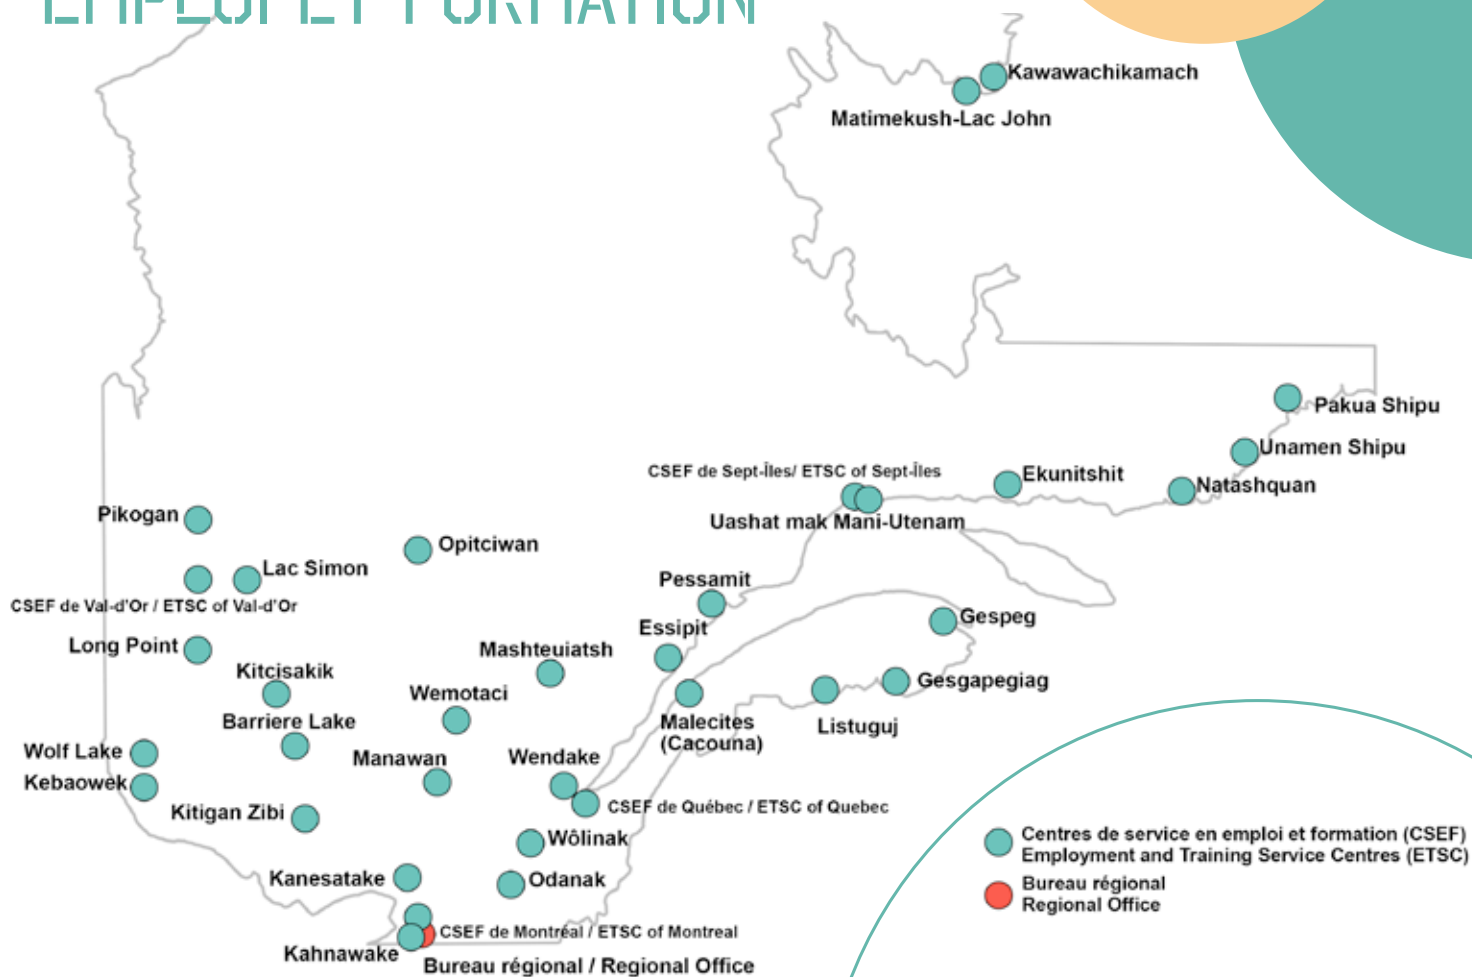 EMPLOI ET FORMATION
Kawawachikamach
Matimekush-Lac John
Pakua Shipu
Unamen Shipu
CSEF de Sept-Îles/ ETSC of Sept-Îles
Ekunitshit
Natashquan
Pikogan
Uashat mak Mani-Utenam
Opitciwan
Lac Simon
Pessamit
CSEF de Val-d'Or / ETSC of Val-d'Or
Gespeg
Essipit
Long Point
Mashteuiatsh
Kitcisakik
Gesgapegiag
Wemotaci
Barriere Lake
Malecites
(Cacouna)
Listuguj
Wolf Lake
Manawan
Wendake
Kebaowek
CSEF de Québec / ETSC of Quebec
Kitigan Zibi
Wôlinak
Centres de service en emploi et formation (CSEF)
Employment and Training Service Centres (ETSC)
Kanesatake
Odanak
Bureau régional
Regional Office
CSEF de Montréal / ETSC of Montreal
Kahnawake
Bureau régional / Regional Office